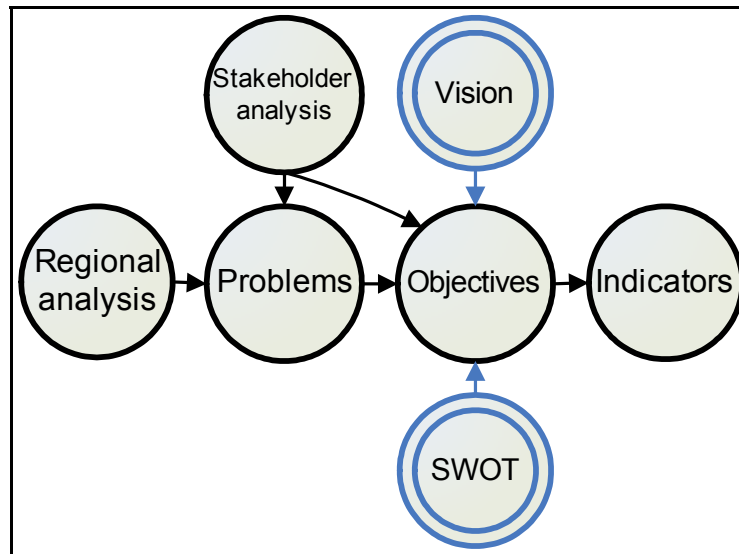 Stakeholder
analysis
Vision
Regional
analysis
Problems
Objectives
Indicators
SWOT